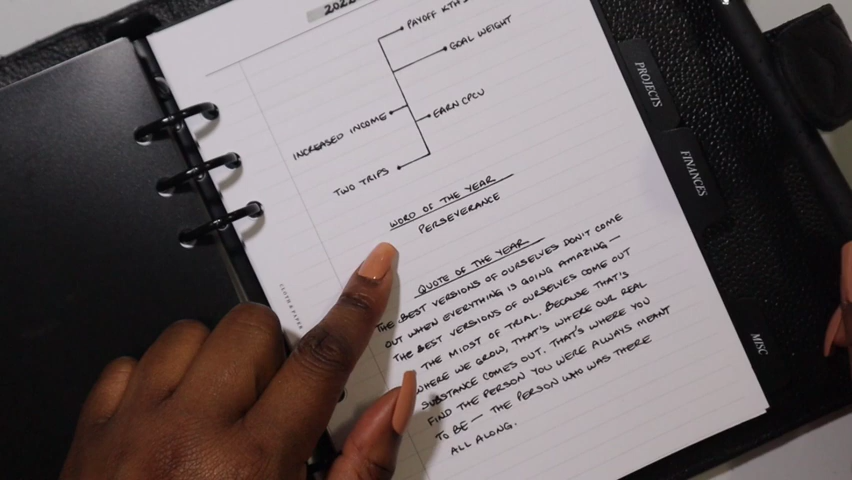 2022
PAYOFF
GOAL WEIGHT
INCREASED INCOME
EARN CPCU
TWO TRIPS
WORD OF THE YEAR
PERSEVERANCE
QUOTE OF THE YEAR
THE BEST VERSIONS OF OURSELVES DON'T COME
OUT WHEN EVERYTHING IS GOING AMAZING —
THE BEST VERSIONS OF OURSELVES COME OUT
THE MIDST OF TRIAL. BECAUSE THAT'S
WHERE WE GROW, THAT'S WHERE OUR REAL
SUBSTANCE COMES OUT. THAT'S WHERE YOU
FIND THE PERSON YOU WERE ALWAYS MEANT
TO BE — THE PERSON WHO WAS THERE
ALL ALONG.
CLOTH & PAPER
PROJECTS
FINANCES
MISC